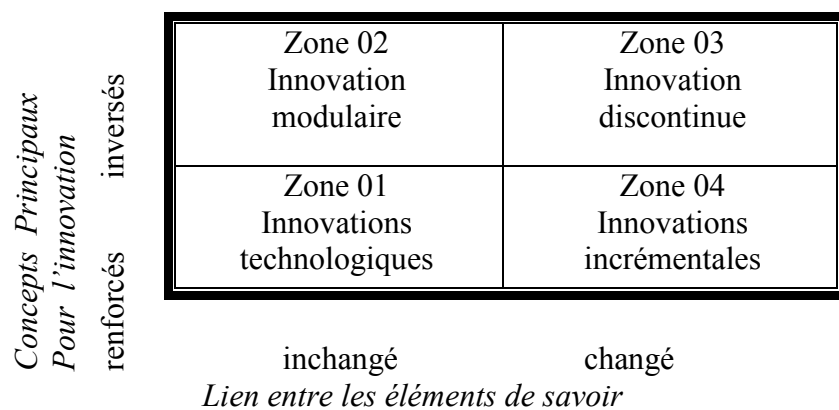 Concepts Principaux
Pour l'innovation
inversés
renforcés
Zone 02
Innovation
modulaire
Zone 03
Innovation
discontinue
Zone 01
Innovations
technologiques
Zone 04
Innovations
incrémentales
inchangé
changé
Lien entre les éléments de savoir